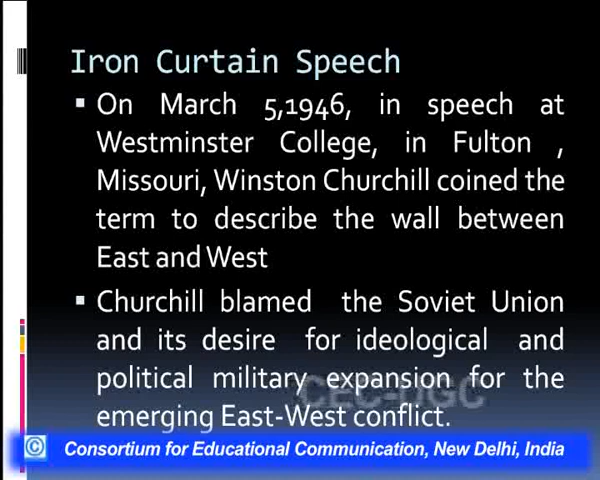 Iron Curtain Speech
▪ On March 5,1946, in speech at
Westminster College, in Fulton ,
Missouri, Winston Churchill coined the
term to describe the wall between
East and West
▪ Churchill blamed the Soviet Union
and its desire for ideological and
political military expansion for the
emerging East-West conflict.
CEC-UGC
© Consortium for Educational Communication, New Delhi, India